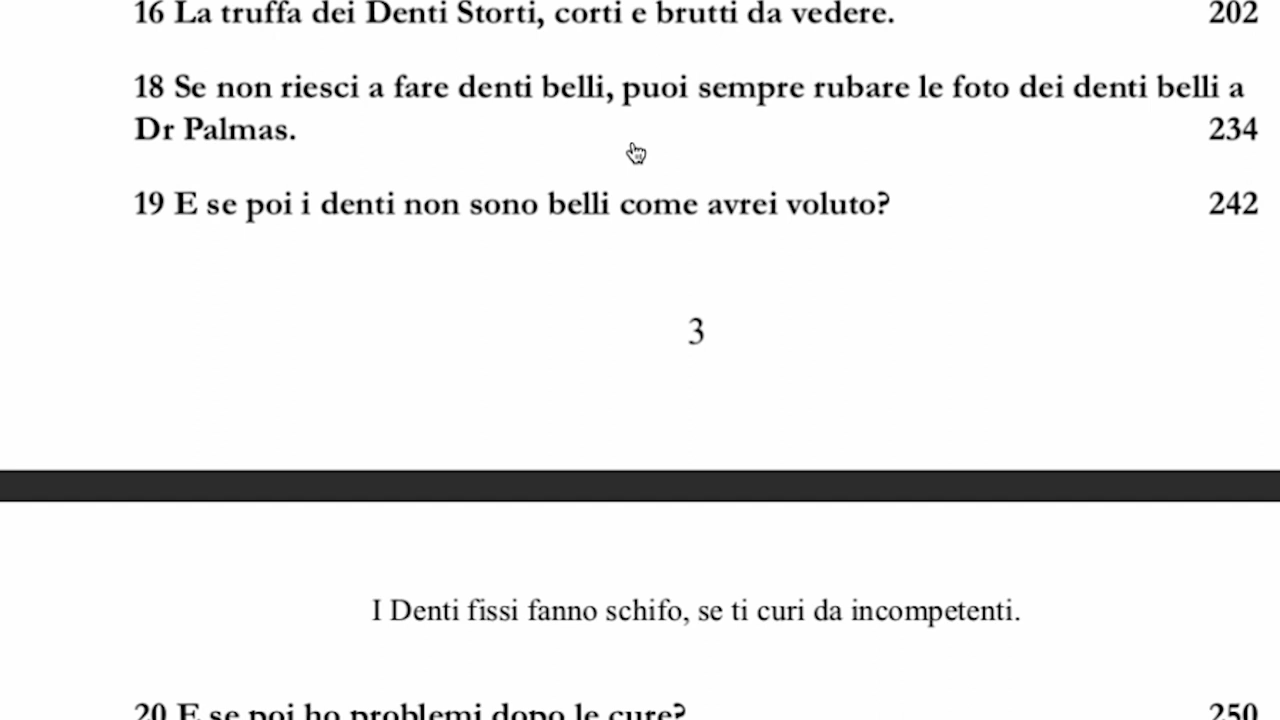 16 La truffa dei Denti Storti, corti e brutti da vedere. 202
18 Se non riesci a fare denti belli, puoi sempre rubare le foto dei denti belli a
Dr Palmas. 234
19 E se poi i denti non sono belli come avrei voluto? 242
3
I Denti fissi fanno schifo, se ti curi da incompetenti.
20 E se poi ho problemi dopo le cure? 250